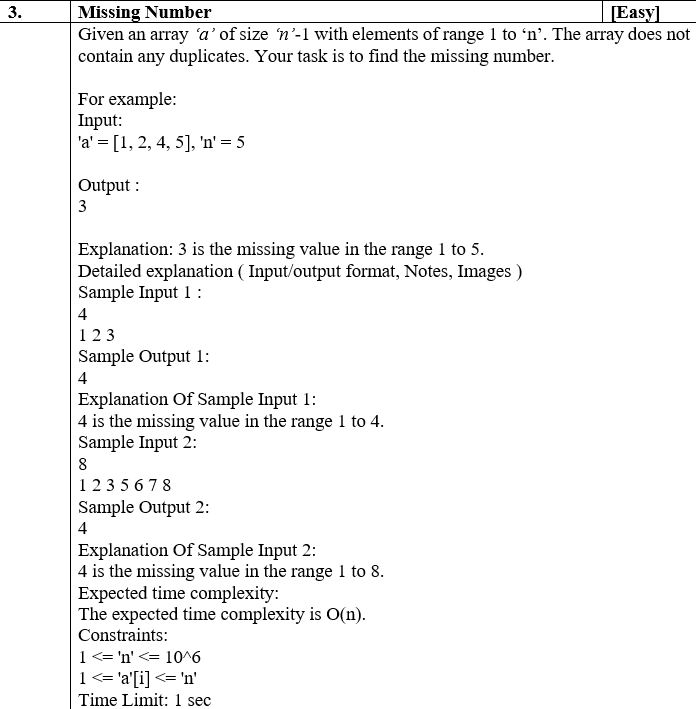 3. Missing Number [Easy]
Given an array ‘a’ of size ‘n’-1 with elements of range 1 to ‘n’. The array does not
contain any duplicates. Your task is to find the missing number.
For example:
Input:
'a' = [1, 2, 4, 5], 'n' = 5
Output :
3
Explanation: 3 is the missing value in the range 1 to 5.
Detailed explanation ( Input/output format, Notes, Images )
Sample Input 1 :
4
1 2 3
Sample Output 1:
4
Explanation Of Sample Input 1:
4 is the missing value in the range 1 to 4.
Sample Input 2:
8
1 2 3 5 6 7 8
Sample Output 2:
4
Explanation Of Sample Input 2:
4 is the missing value in the range 1 to 8.
Expected time complexity:
The expected time complexity is O(n).
Constraints:
1 <= 'n' <= 10^6
1 <= 'a'[i] <= 'n'
Time Limit: 1 sec